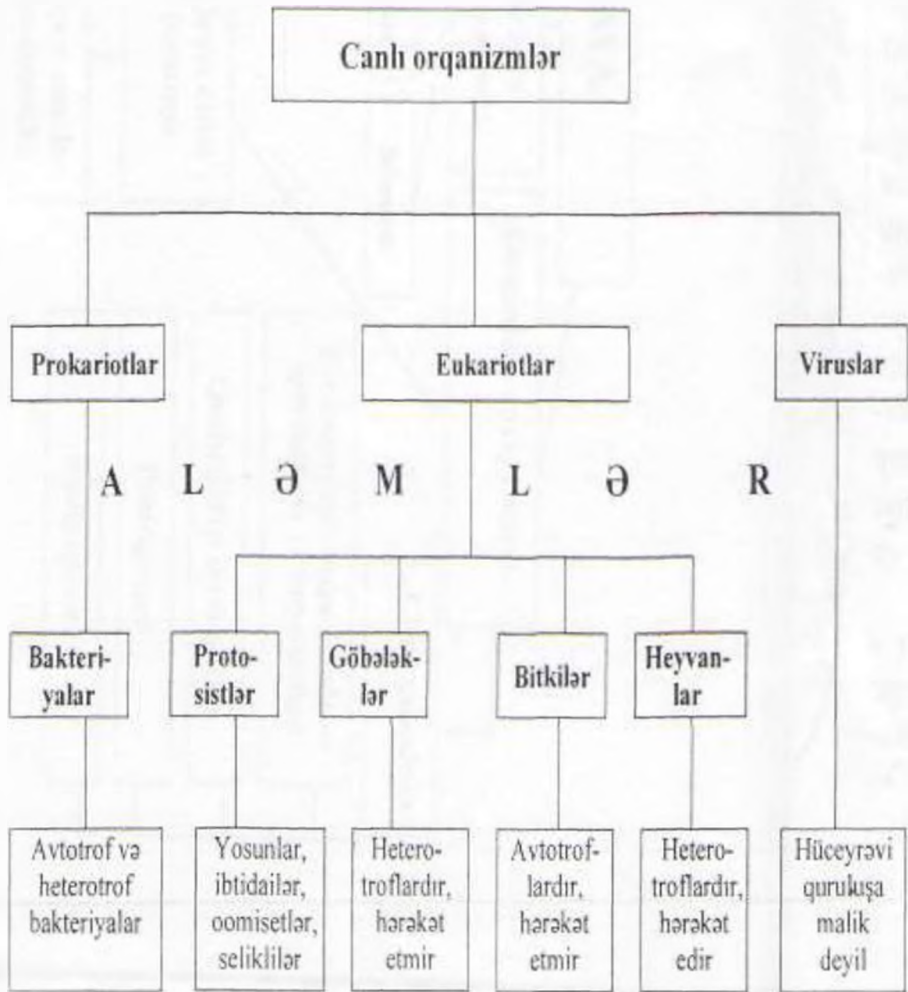 Canlı orqanizmlər
Prokariotlar
Eukariotlar
Viruslar
A L Ə M L Ə R
Bakteri-
yalar
Proto-
sistlər
Göbələk-
lər
Bitkilər
Heyvan-
lar
Avtotrof və
heterotrof
bakteriyalar
Yosunlar,
ibtidailər,
oomisetlər,
seliklilər
Hetero-
troflardır,
hərəkət
etmir
Avtotrof-
lardır,
hərəkət
etmir
Hetero-
troflardır,
hərəkət
edir
Hüceyrəvi
quruluşa
malik
deyil